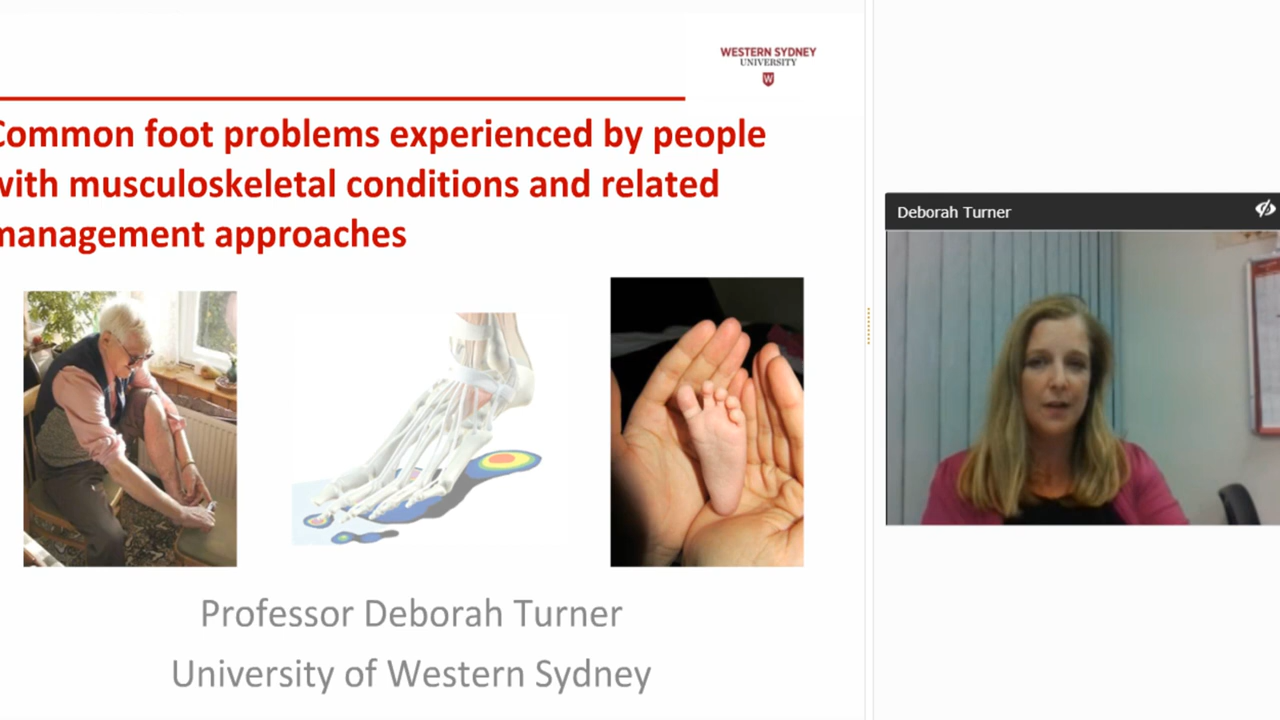 WESTERN SYDNEY
UNIVERSITY
W
Common foot problems experienced by people
with musculoskeletal conditions and related
management approaches
Professor Deborah Turner
University of Western Sydney
Deborah Turner